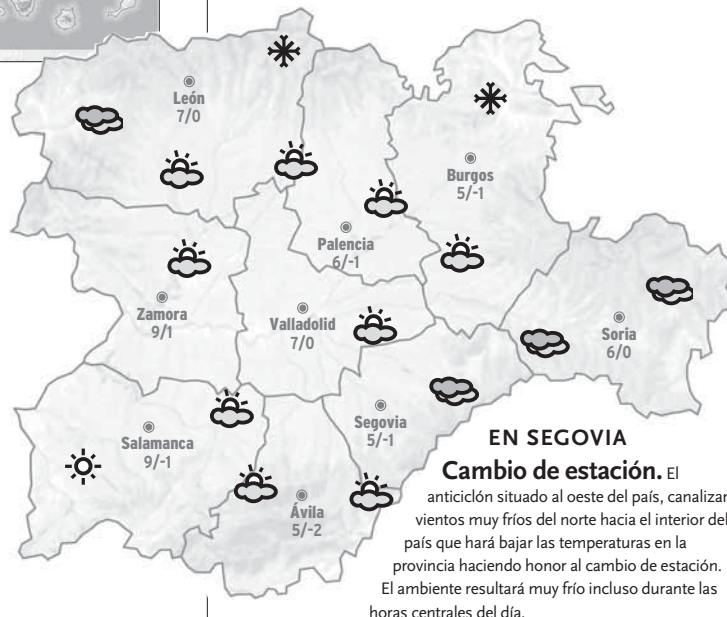 León
7/0
Burgos
5/-1
Palencia
6/-1
Zamora
9/1
Valladolid
7/0
Soria
6/0
Segovia
5/-1
Salamanca
9/-1
Ávila
5/-2
EN SEGOVIA
Cambio de estación. El
anticiclón situado al oeste del país, canalizar
vientos muy fríos del norte hacia el interior del
país que hará bajar las temperaturas en la
provincia haciendo honor al cambio de estación.
El ambiente resultará muy frío incluso durante las
horas centrales del día.